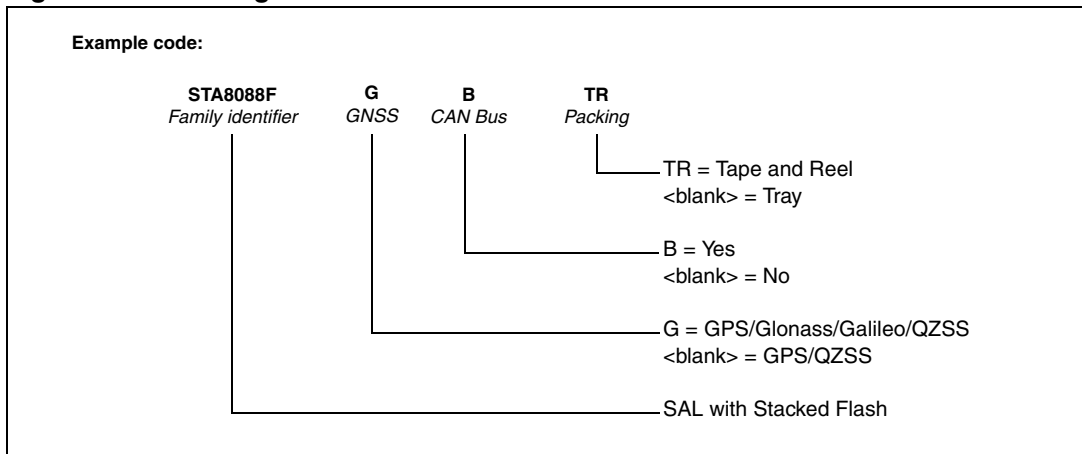 Example code:
STA8088F G B TR
Family identifier GNSS CAN Bus Packing
TR = Tape and Reel
<blank> = Tray
B = Yes
<blank> = No
G = GPS/Glonass/Galileo/QZSS
<blank> = GPS/QZSS
SAL with Stacked Flash